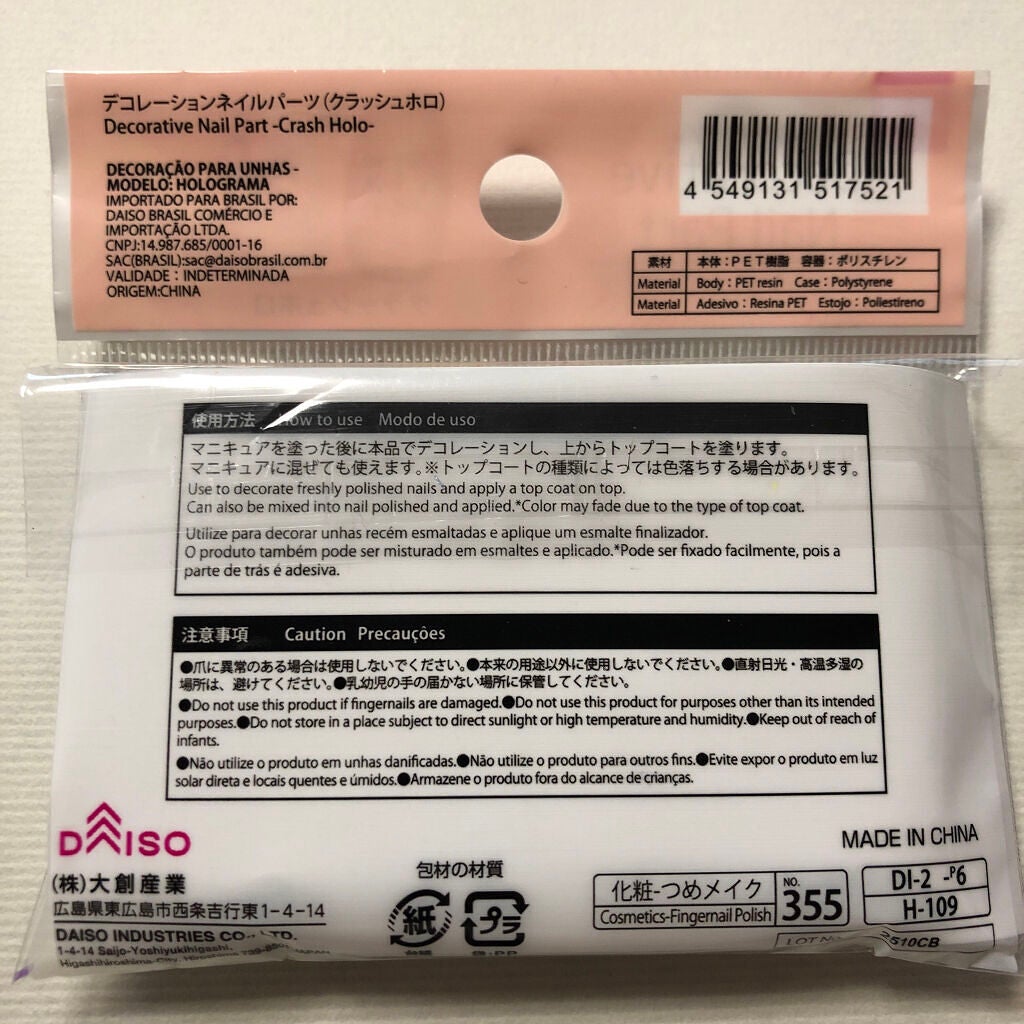 デコレーションネイルパーツ(クラッシュホロ)
Decorative Nail Part -Crash Holo-
DECORAÇÃO PARA UNHAS -
MODELO: HOLOGRAMA
IMPORTADO PARA BRASIL POR:
DAISO BRASIL COMÉRCIO E
IMPORTAÇÃO LTDA.
CNPJ:14.987.685/0001-16
SAC(BRASIL):sac@daisobrasil.com.br
VALIDADE : INDETERMINADA
ORIGEM:CHINA
4 549131 517521
素材 本体：PET樹脂 容器：ポリスチレン
Material Body : PET resin Case : Polystyrene
Material Adesivo : Resina PET Estojo : Poliestireno
使用方法 How to use Modo de uso
マニキュアを塗った後に本品でデコレーションし、上からトップコートを塗ります。
マニキュアに混ぜても使えます。※トップコートの種類によっては色落ちする場合があります。
Use to decorate freshly polished nails and apply a top coat on top.
Can also be mixed into nail polished and applied.*Color may fade due to the type of top coat.
Utilize para decorar unhas recém esmaltadas e aplique um esmalte finalizador.
O produto também pode ser misturado em esmaltes e aplicado.*Pode ser fixado facilmente, pois a
parte de trás é adesiva.
注意事項 Caution Precauções
●爪に異常のある場合は使用しないでください。●本来の用途以外に使用しないでください。●直射日光・高温多湿の
場所は、避けてください。●乳幼児の手の届かない場所に保管してください。
●Do not use this product if fingernails are damaged.●Do not use this product for purposes other than its intended
purposes.●Do not store in a place subject to direct sunlight or high temperature and humidity.●Keep out of reach of
infants.
●Não utilize o produto em unhas danificadas.●Não utilize o produto para outros fins.●Evite expor o produto em luz
solar direta e locais quentes e úmidos.●Armazene o produto fora do alcance de crianças.
DAISO
(株)大創産業
広島県東広島市西条吉行東1-4-14
DAISO INDUSTRIES CO., LTD.
1-4-14 Saijo-Yoshiyukihigashi,
Higashihiroshima-City, Hiroshima JAPAN
包材の材質
紙 プラ
台紙 袋:PP
化粧-つめメイク
Cosmetics-Fingernail Polish
NO.
355
MADE IN CHINA
DI-2 -P6
H-109
LOT No. 2510CB